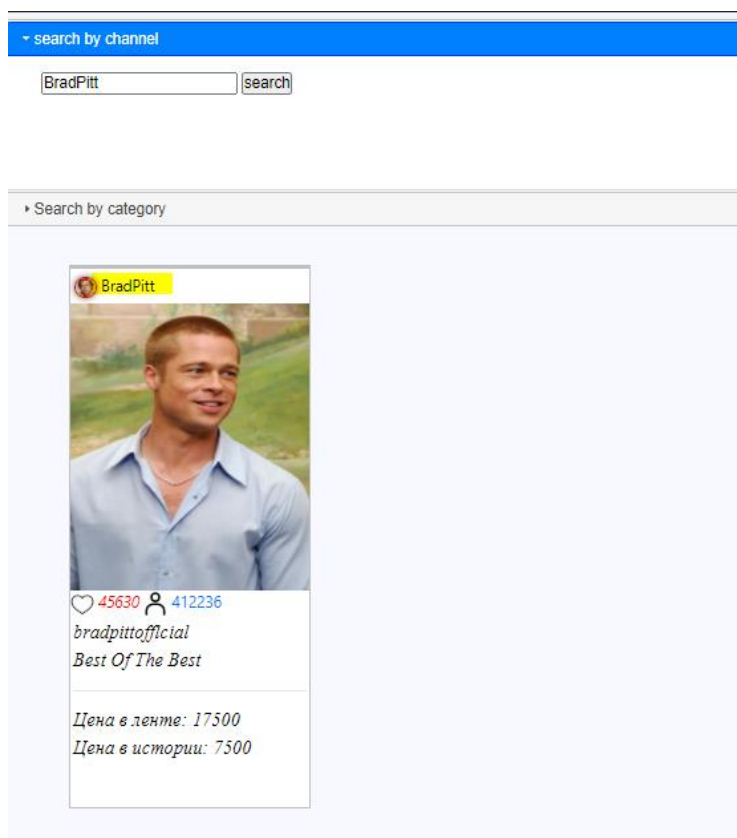 search by channel
BradPitt search
Search by category
BradPitt
45630 412236
bradpittofflcial
Best Of The Best
Цена в ленте: 17500
Цена в истории: 7500